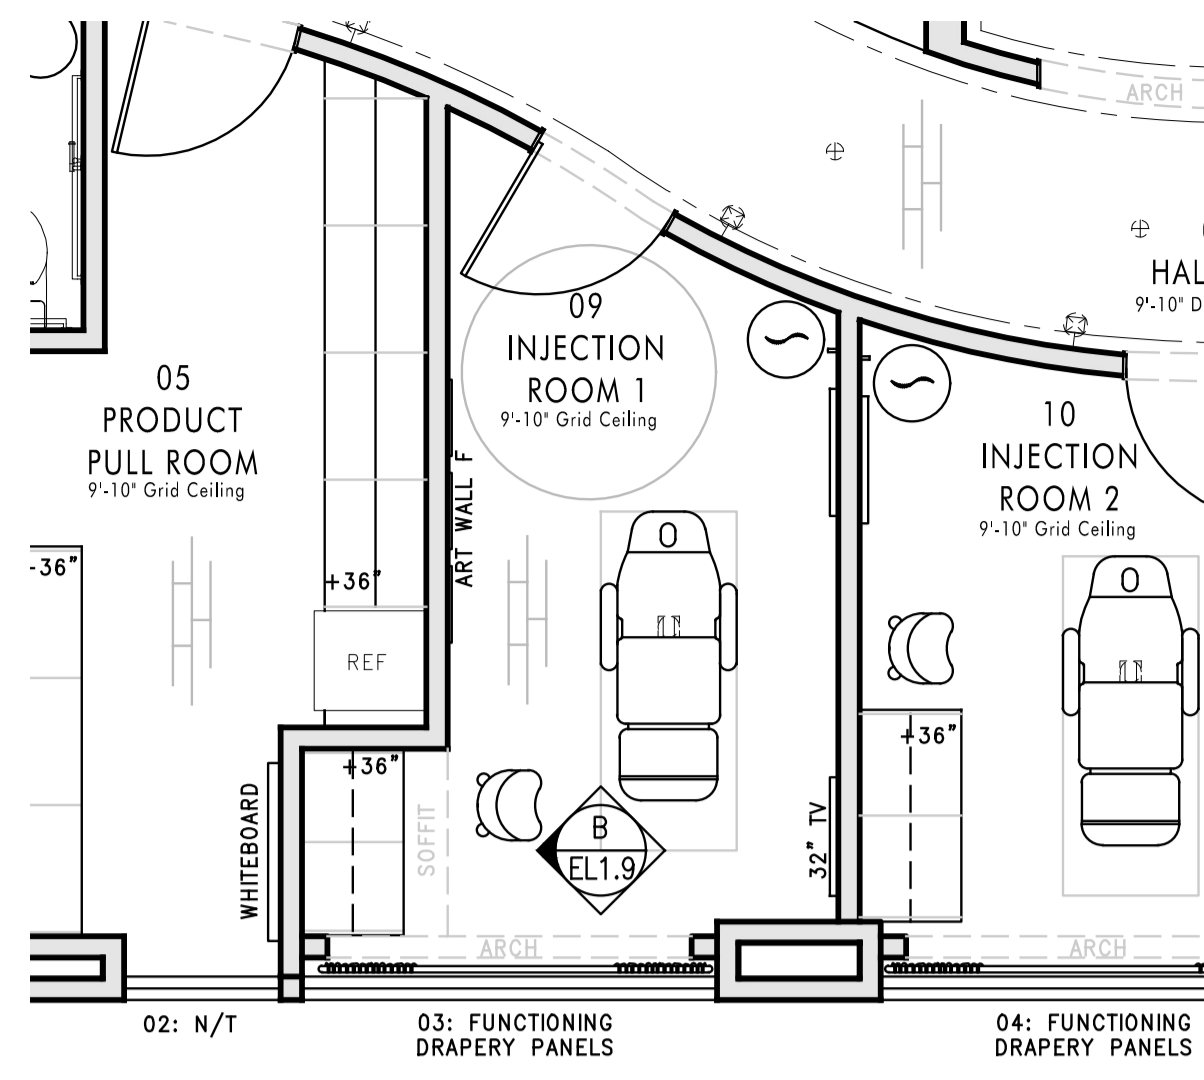 ARCH
HAL
9'-10" D
09
INJECTION
ROOM 1
9'-10" Grid Ceiling
05
PRODUCT
PULL ROOM
9'-10" Grid Ceiling
10
INJECTION
ROOM 2
9'-10" Grid Ceiling
ART WALL F
-36"
+36"
REF
+36"
+36"
WHITEBOARD
SOFFIT
B
EL1.9
32" TV
ARCH
ARCH
02: N/T
03: FUNCTIONING
DRAPERY PANELS
04: FUNCTIONING
DRAPERY PANELS